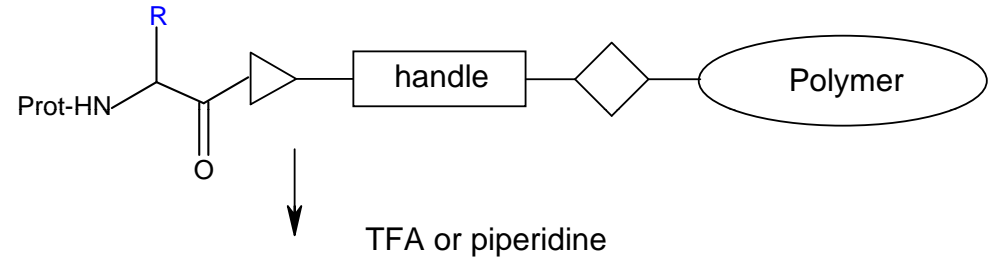 R
handle
Polymer
Prot-HN
O
TFA or piperidine